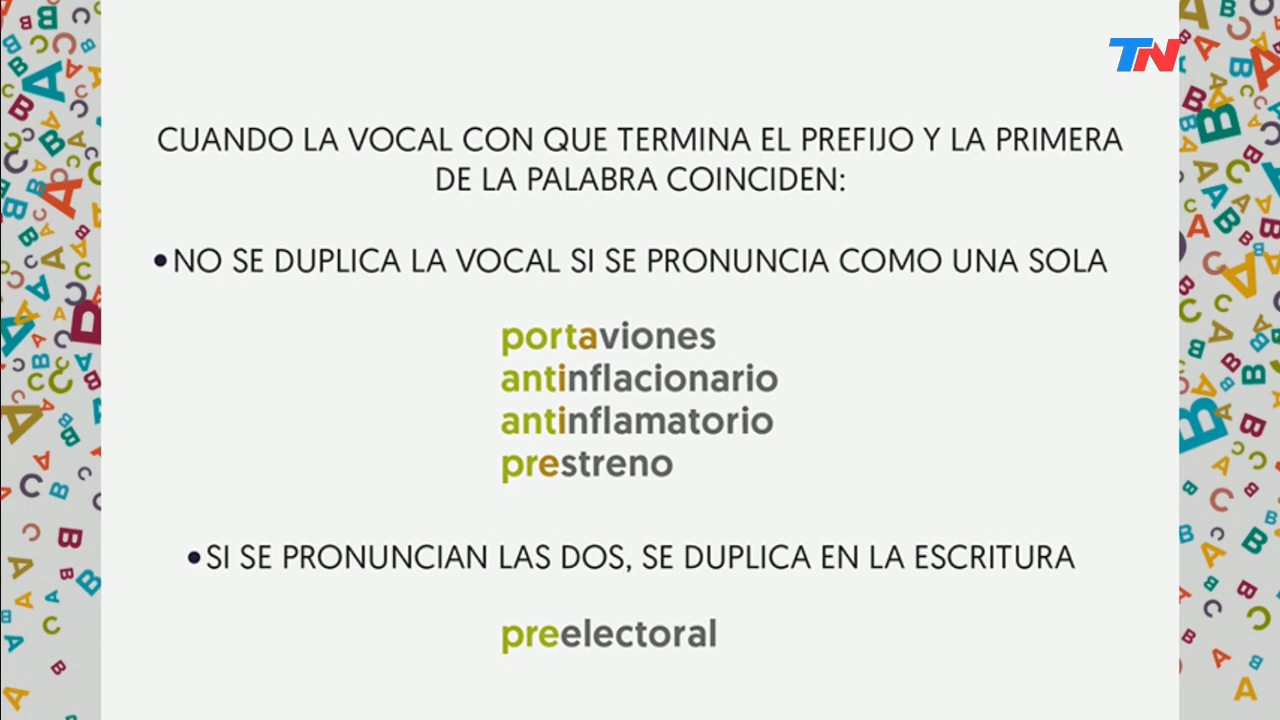 TN
CUANDO LA VOCAL CON QUE TERMINA EL PREFIJO Y LA PRIMERA
DE LA PALABRA COINCIDEN:
•NO SE DUPLICA LA VOCAL SI SE PRONUNCIA COMO UNA SOLA
portaviones
antinflacionario
antinflamatorio
prestreno
•SI SE PRONUNCIAN LAS DOS, SE DUPLICA EN LA ESCRITURA
preelectoral